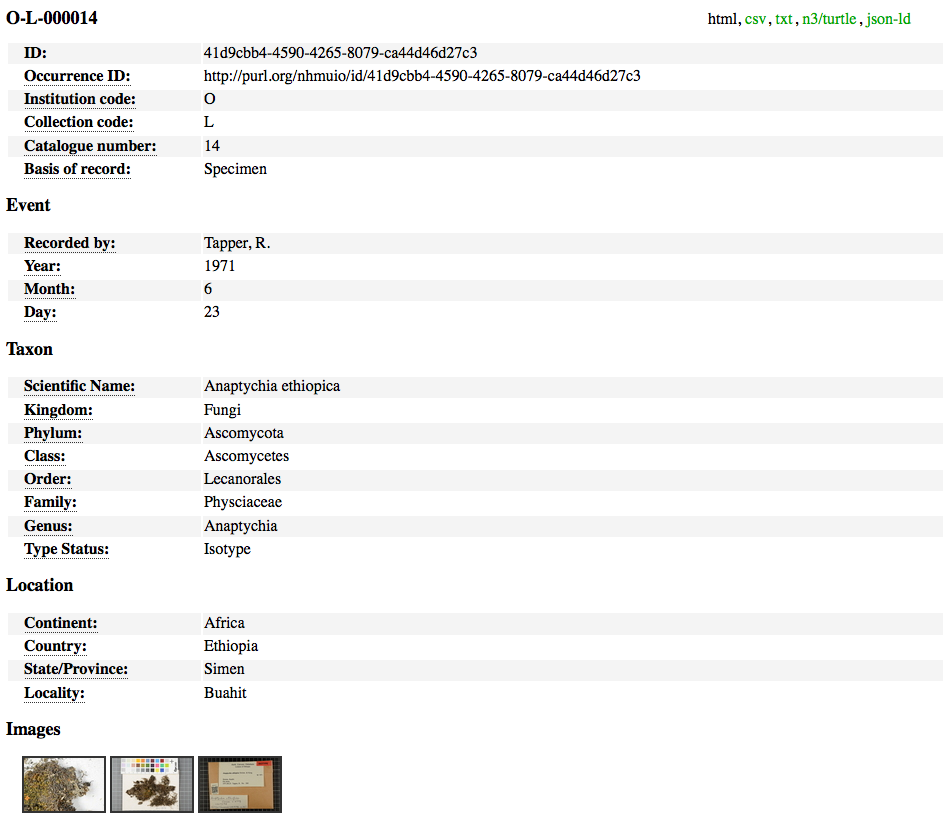 O-L-000014 html, csv, txt, n3/turtle, json-ld
ID: 41d9cbb4-4590-4265-8079-ca44d46d27c3
Occurrence ID: http://purl.org/nhmuio/id/41d9cbb4-4590-4265-8079-ca44d46d27c3
Institution code: O
Collection code: L
Catalogue number: 14
Basis of record: Specimen
Event
Recorded by: Tapper, R.
Year: 1971
Month: 6
Day: 23
Taxon
Scientific Name: Anaptychia ethiopica
Kingdom: Fungi
Phylum: Ascomycota
Class: Ascomycetes
Order: Lecanorales
Family: Physciaceae
Genus: Anaptychia
Type Status: Isotype
Location
Continent: Africa
Country: Ethiopia
State/Province: Simen
Locality: Buahit
Images